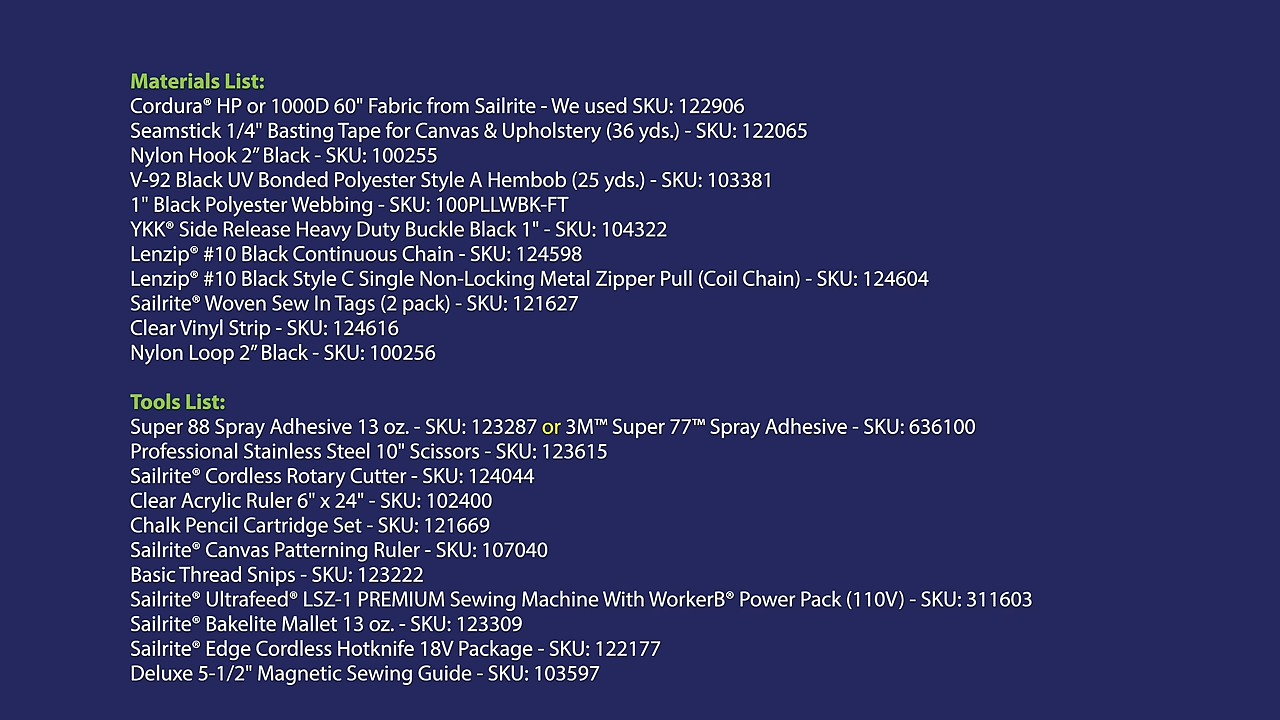 Materials List:
Cordura® HP or 1000D 60" Fabric from Sailrite - We used SKU: 122906
Seamstick 1/4" Basting Tape for Canvas & Upholstery (36 yds.) - SKU: 122065
Nylon Hook 2” Black - SKU: 100255
V-92 Black UV Bonded Polyester Style A Hembob (25 yds.) - SKU: 103381
1" Black Polyester Webbing - SKU: 100PLLWBK-FT
YKK® Side Release Heavy Duty Buckle Black 1" - SKU: 104322
Lenzip® #10 Black Continuous Chain - SKU: 124598
Lenzip® #10 Black Style C Single Non-Locking Metal Zipper Pull (Coil Chain) - SKU: 124604
Sailrite® Woven Sew In Tags (2 pack) - SKU: 121627
Clear Vinyl Strip - SKU: 124616
Nylon Loop 2” Black - SKU: 100256
Tools List:
Super 88 Spray Adhesive 13 oz. - SKU: 123287 or 3M™ Super 77™ Spray Adhesive - SKU: 636100
Professional Stainless Steel 10" Scissors - SKU: 123615
Sailrite® Cordless Rotary Cutter - SKU: 124044
Clear Acrylic Ruler 6" x 24" - SKU: 102400
Chalk Pencil Cartridge Set - SKU: 121669
Sailrite® Canvas Patterning Ruler - SKU: 107040
Basic Thread Snips - SKU: 123222
Sailrite® Ultrafeed® LSZ-1 PREMIUM Sewing Machine With WorkerB® Power Pack (110V) - SKU: 311603
Sailrite® Bakelite Mallet 13 oz. - SKU: 123309
Sailrite® Edge Cordless Hotknife 18V Package - SKU: 122177
Deluxe 5-1/2" Magnetic Sewing Guide - SKU: 103597